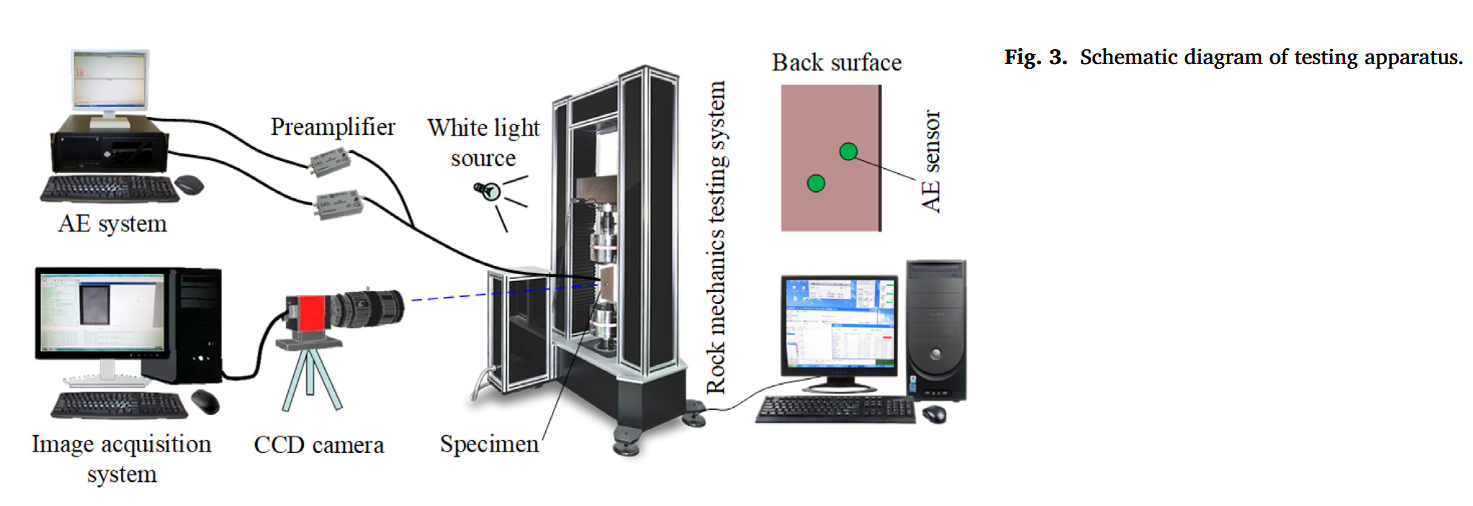 Fig. 3. Schematic diagram of testing apparatus.
Back surface
Preamplifier
White light
source
Rock mechanics testing system
AE sensor
AE system
Image acquisition
system
CCD camera
Specimen